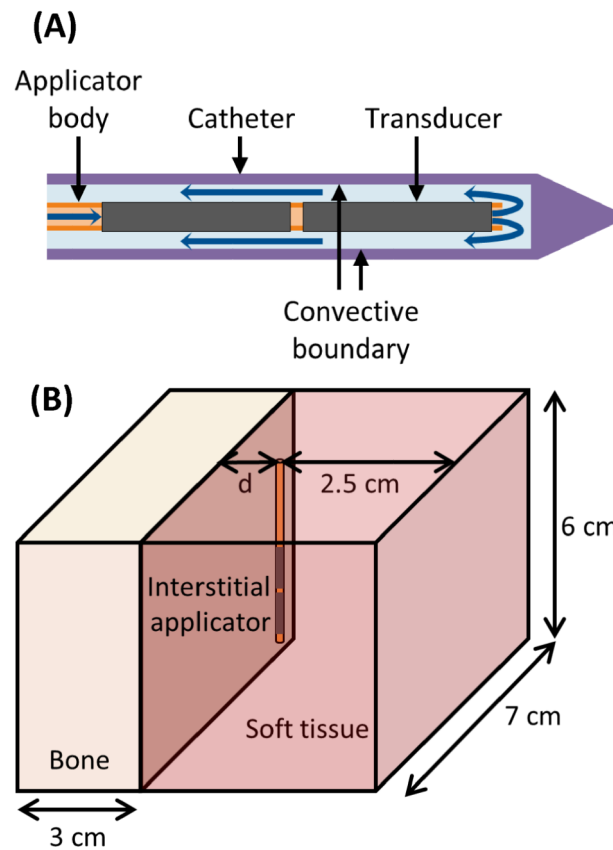 (A)
Applicator
body
Catheter
Transducer
Convective
boundary
(B)
d
2.5 cm
6 cm
Interstitial
applicator
Soft tissue
7 cm
Bone
3 cm